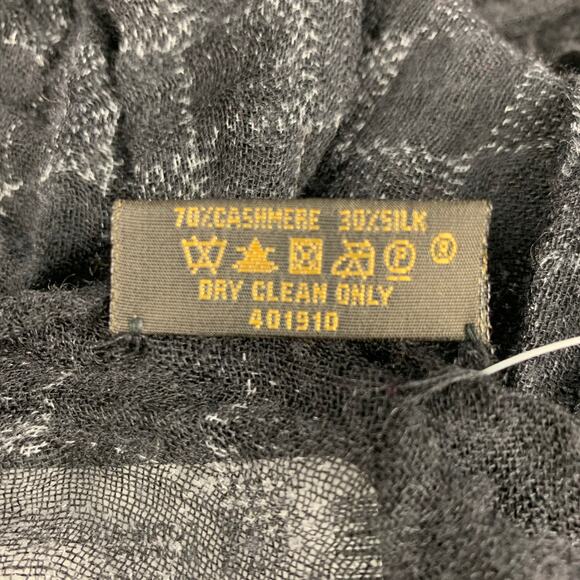 70%CASHMERE 30%SILK
P ®
DRY CLEAN ONLY
401910